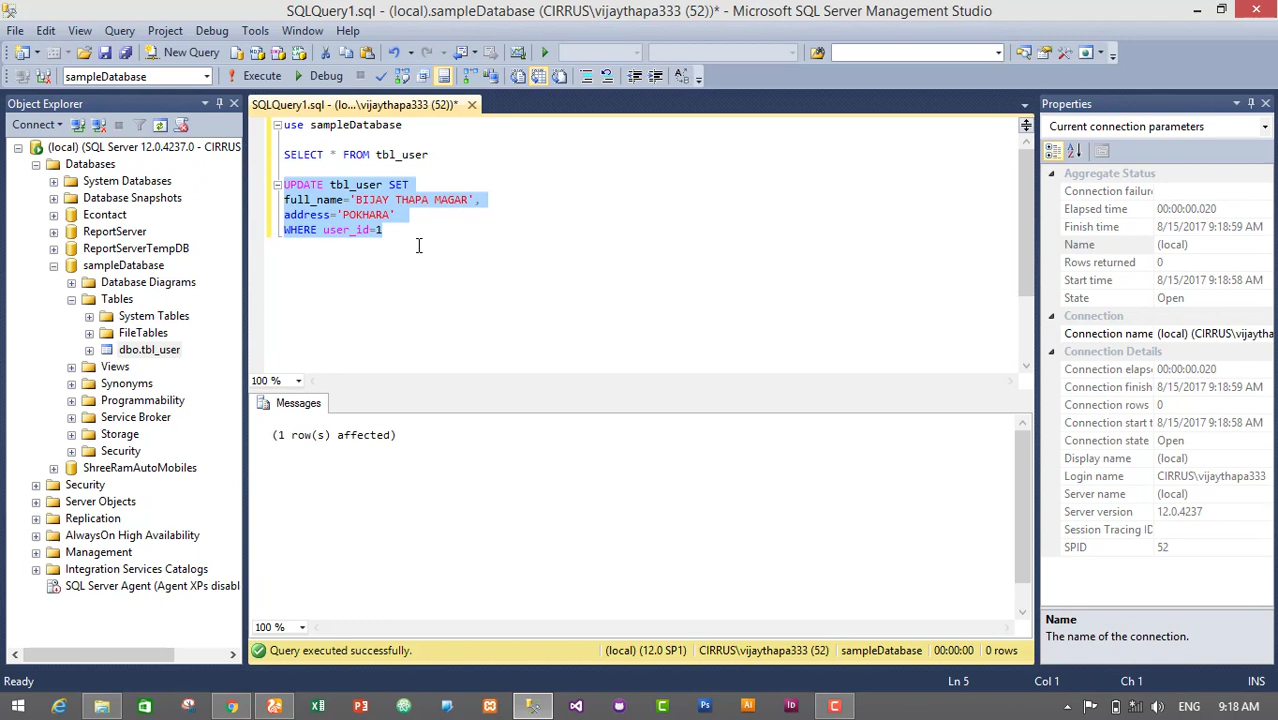 SQLQuery1.sql - (local).sampleDatabase (CIRRUS\vijaythapa333 (52))* - Microsoft SQL Server Management Studio
File Edit View Query Project Debug Tools Window Help
New Query
sampleDatabase Execute Debug
Object Explorer
Connect
(local) (SQL Server 12.0.4237.0 - CIRRUS
Databases
System Databases
Database Snapshots
Econtact
ReportServer
ReportServerTempDB
sampleDatabase
Database Diagrams
Tables
System Tables
FileTables
dbo.tbl_user
Views
Synonyms
Programmability
Service Broker
Storage
Security
ShreeRamAutoMobiles
Security
Server Objects
Replication
AlwaysOn High Availability
Management
Integration Services Catalogs
SQL Server Agent (Agent XPs disabl
SQLQuery1.sql - (lo...\vijaythapa333 (52))*
use sampleDatabase
SELECT * FROM tbl_user
UPDATE tbl_user SET
full_name='BIJAY THAPA MAGAR',
address='POKHARA'
WHERE user_id=1
100 %
Messages
(1 row(s) affected)
100 %
Query executed successfully. (local) (12.0 SP1) CIRRUS\vijaythapa333 (52) sampleDatabase 00:00:00 0 rows
Properties
Current connection parameters
Aggregate Status
Connection failure
Elapsed time 00:00:00.020
Finish time 8/15/2017 9:18:59 AM
Name (local)
Rows returned 0
Start time 8/15/2017 9:18:59 AM
State Open
Connection
Connection name (local) (CIRRUS\vijaytha
Connection Details
Connection elaps 00:00:00.020
Connection finish 8/15/2017 9:18:59 AM
Connection rows 0
Connection start t 8/15/2017 9:18:58 AM
Connection state Open
Display name (local)
Login name CIRRUS\vijaythapa333
Server name (local)
Server version 12.0.4237
Session Tracing ID
SPID 52
Name
The name of the connection.
Ready Ln 5 Col 1 Ch 1 INS
ENG 9:18 AM